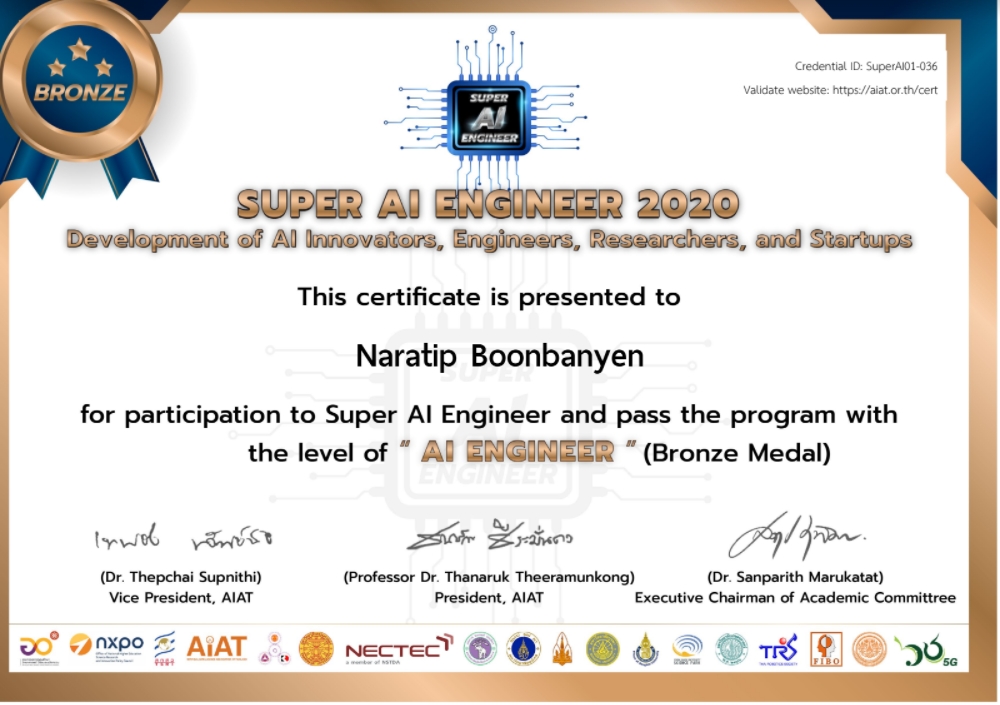 BRONZE
Credential ID: SuperAI01-036
Validate website: https://aiat.or.th/cert
SUPER
AI
ENGINEER
SUPER AI ENGINEER 2020
Development of AI Innovators, Engineers, Researchers, and Startups
This certificate is presented to
Naratip Boonbanyen
SUPER
AI
ENGINEER
for participation to Super AI Engineer and pass the program with
the level of “ AI ENGINEER ” (Bronze Medal)
(Dr. Thepchai Supnithi)
Vice President, AIAT
(Professor Dr. Thanaruk Theeramunkong)
President, AIAT
(Dr. Sanparith Marukatat)
Executive Chairman of Academic Committree
nxpo
AiAT
NECTEC
a member of NSTDA
TRS
FIBO
5G